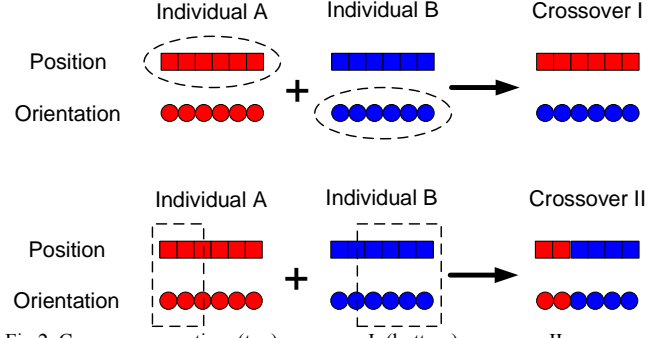 Individual A Individual B Crossover I
Position
+
Orientation
Individual A Individual B Crossover II
Position
+
Orientation